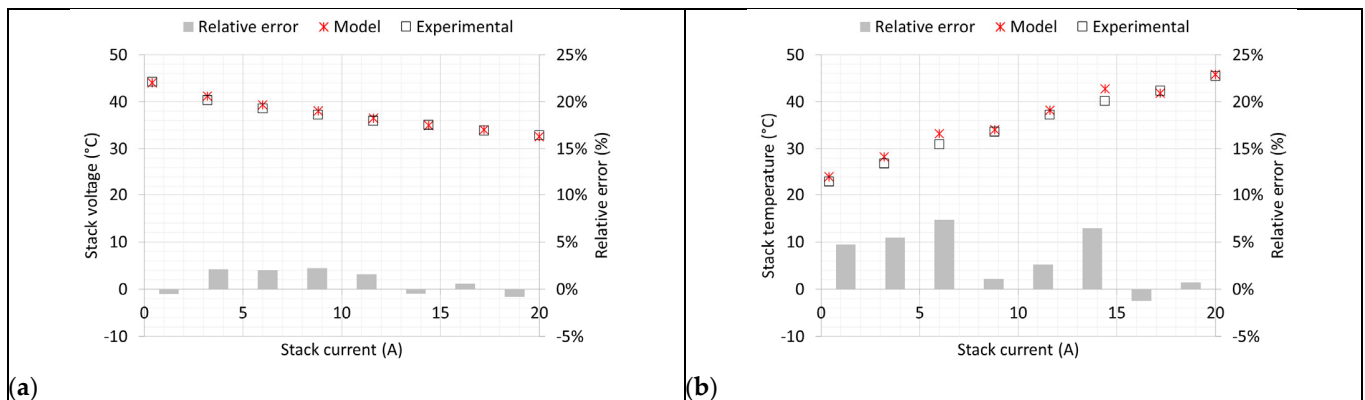 Relative error Model Experimental
50 25%
40 20%
30 15%
20 10%
10 5%
0 0%
0 5 10 15 20
-10 -5%
Stack voltage (°C)
Relative error (%)
Stack current (A)
(a)
Relative error Model Experimental
50 25%
40 20%
30 15%
20 10%
10 5%
0 0%
0 5 10 15 20
-10 -5%
Stack temperature (°C)
Relative error (%)
Stack current (A)
(b)